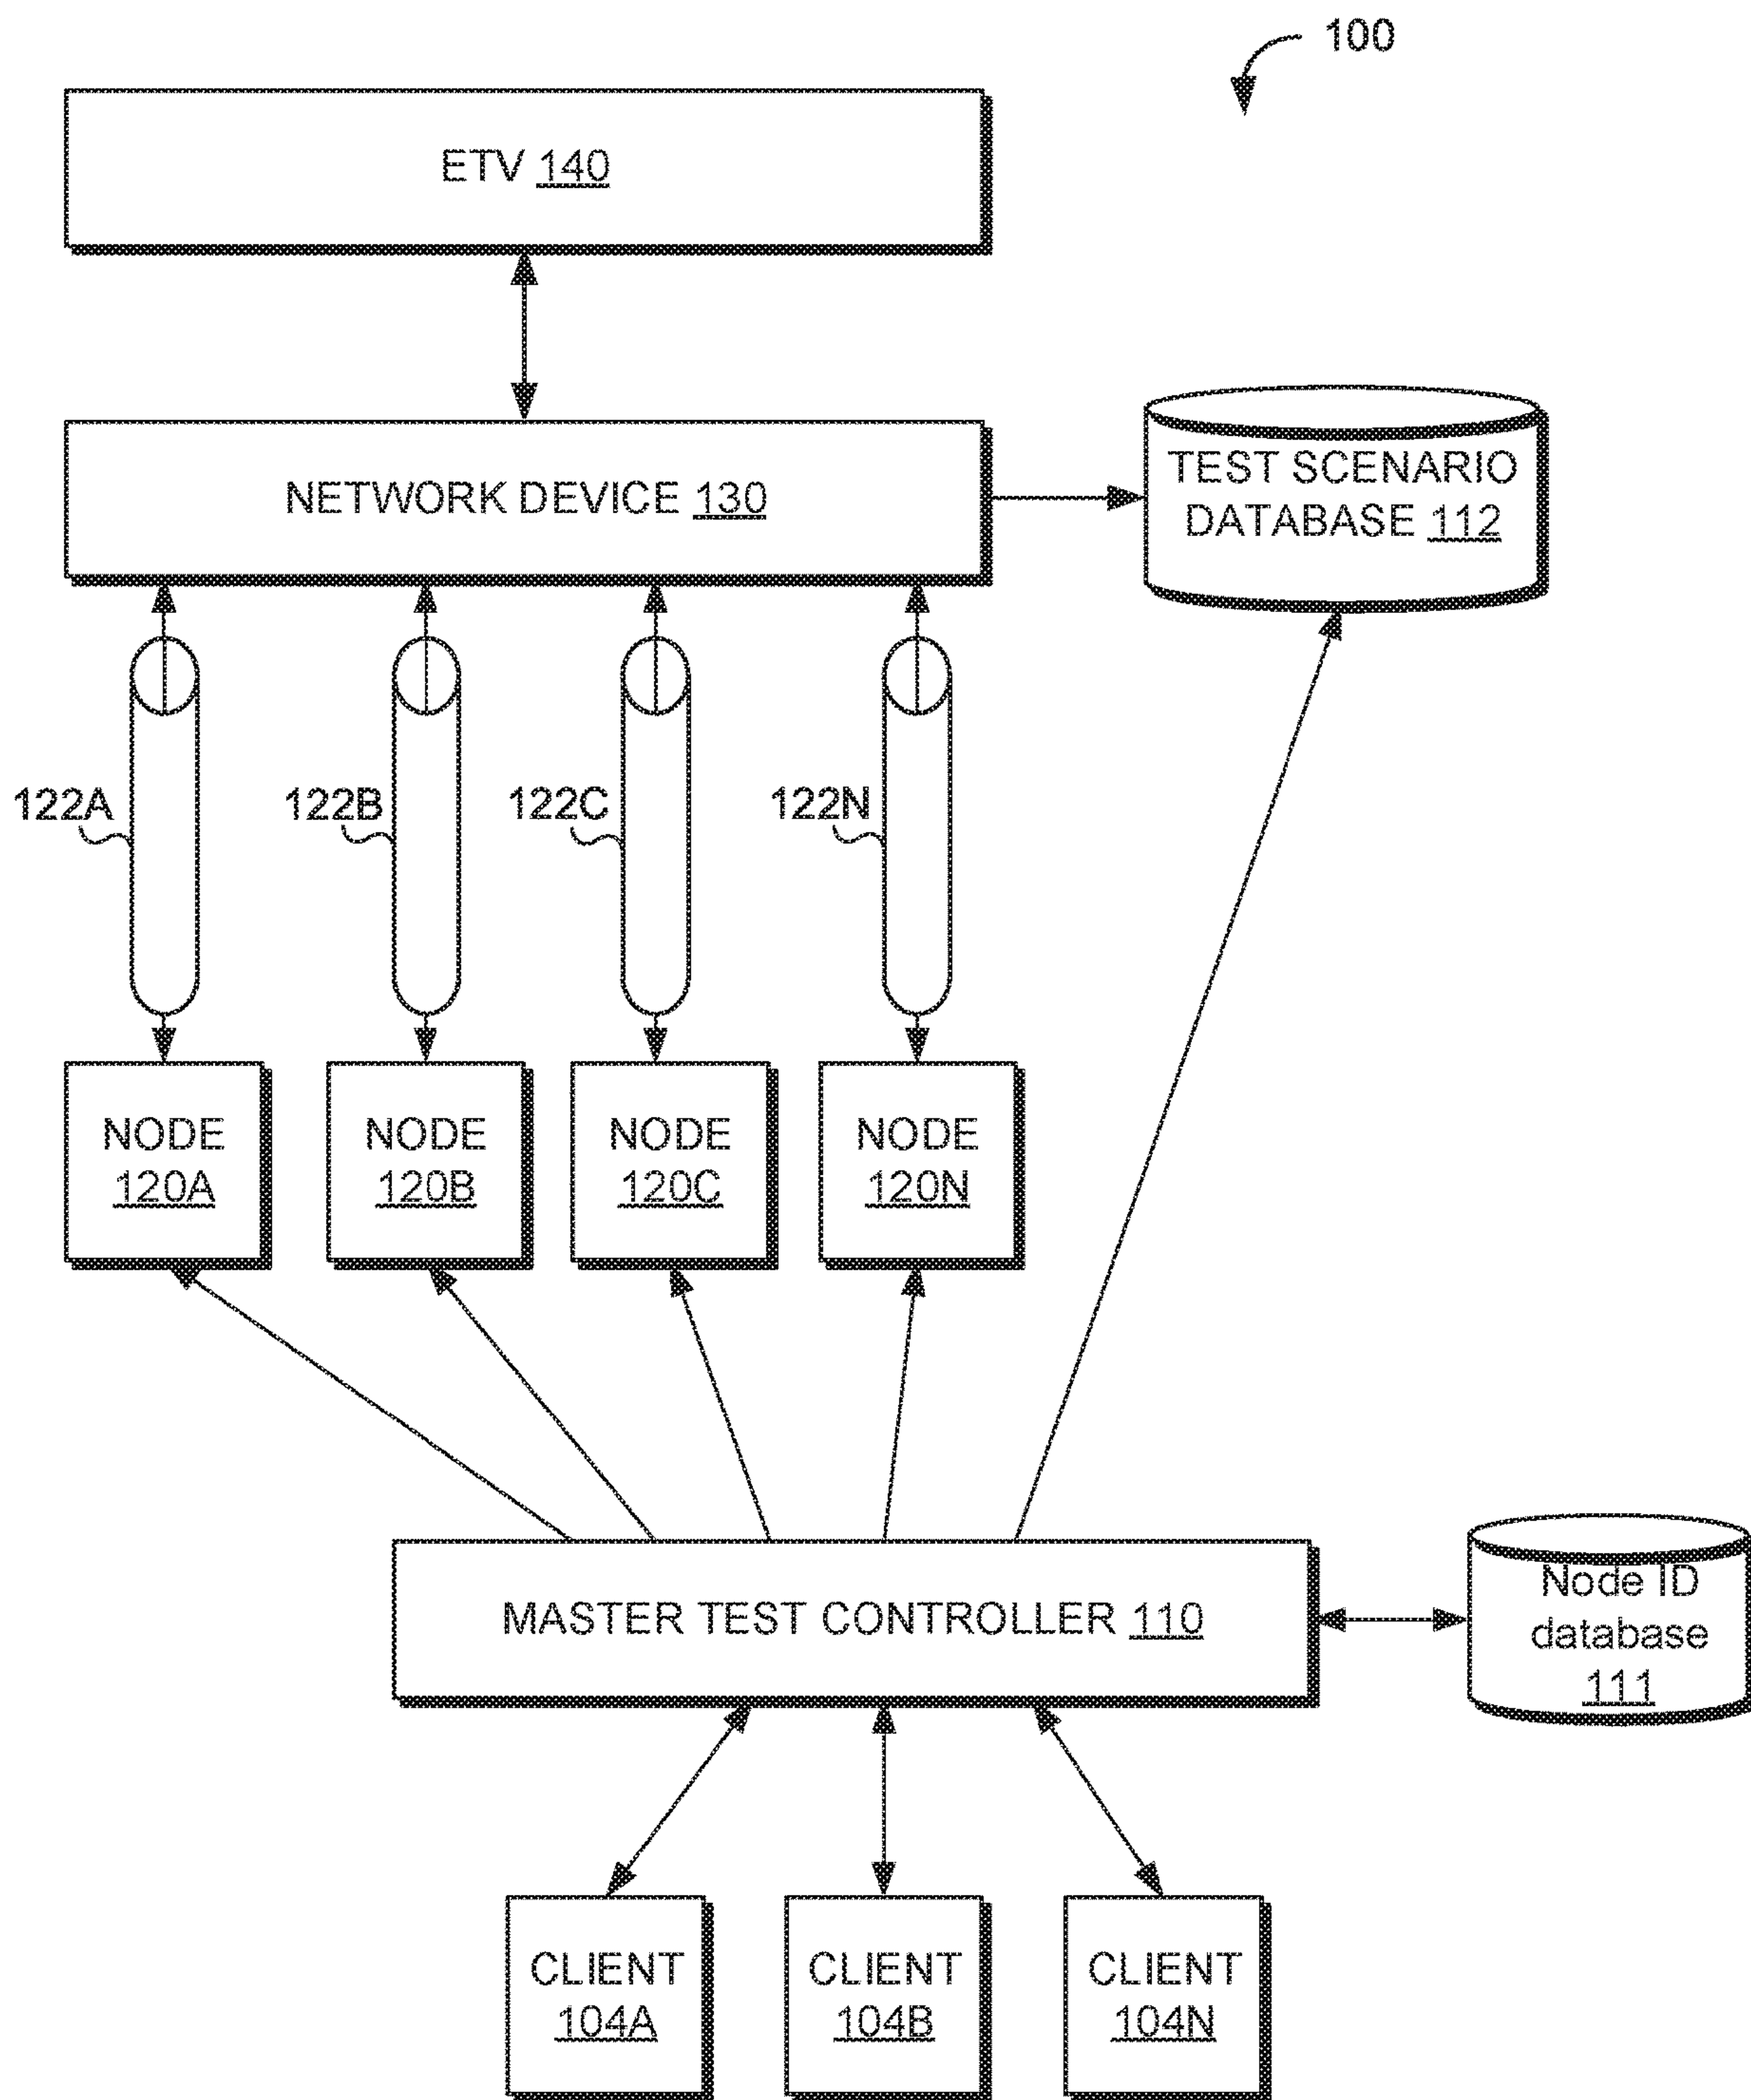 100
ETV 140
NETWORK DEVICE 130
TEST SCENARIO
DATABASE 112
122A
122B
122C
122N
NODE
120A
NODE
120B
NODE
120C
NODE
120N
MASTER TEST CONTROLLER 110
Node ID
database
111
CLIENT
104A
CLIENT
104B
CLIENT
104N